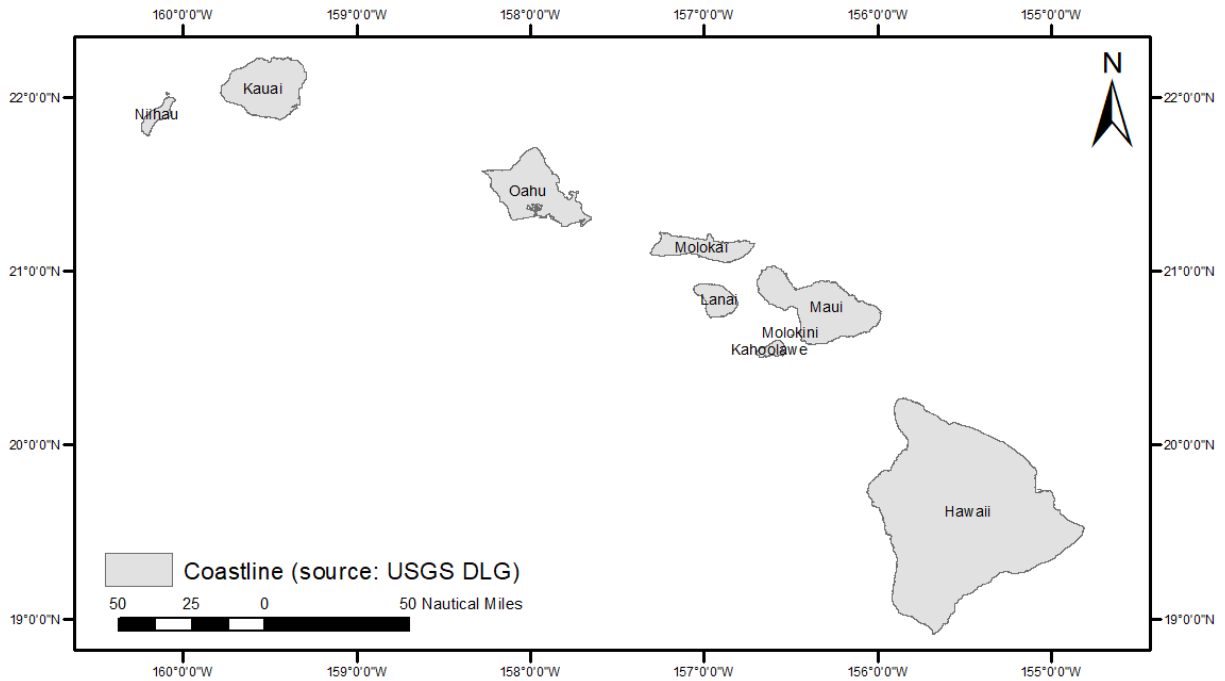 160°0'0"W 159°0'0"W 158°0'0"W 157°0'0"W 156°0'0"W 155°0'0"W
N
22°0'0"N 22°0'0"N
Kauai
Niihau
Oahu
Molokai
21°0'0"N 21°0'0"N
Lanai
Maui
Molokini
Kahoolawe
20°0'0"N 20°0'0"N
Hawaii
Coastline (source: USGS DLG)
50 25 0 50 Nautical Miles
19°0'0"N 19°0'0"N
160°0'0"W 159°0'0"W 158°0'0"W 157°0'0"W 156°0'0"W 155°0'0"W